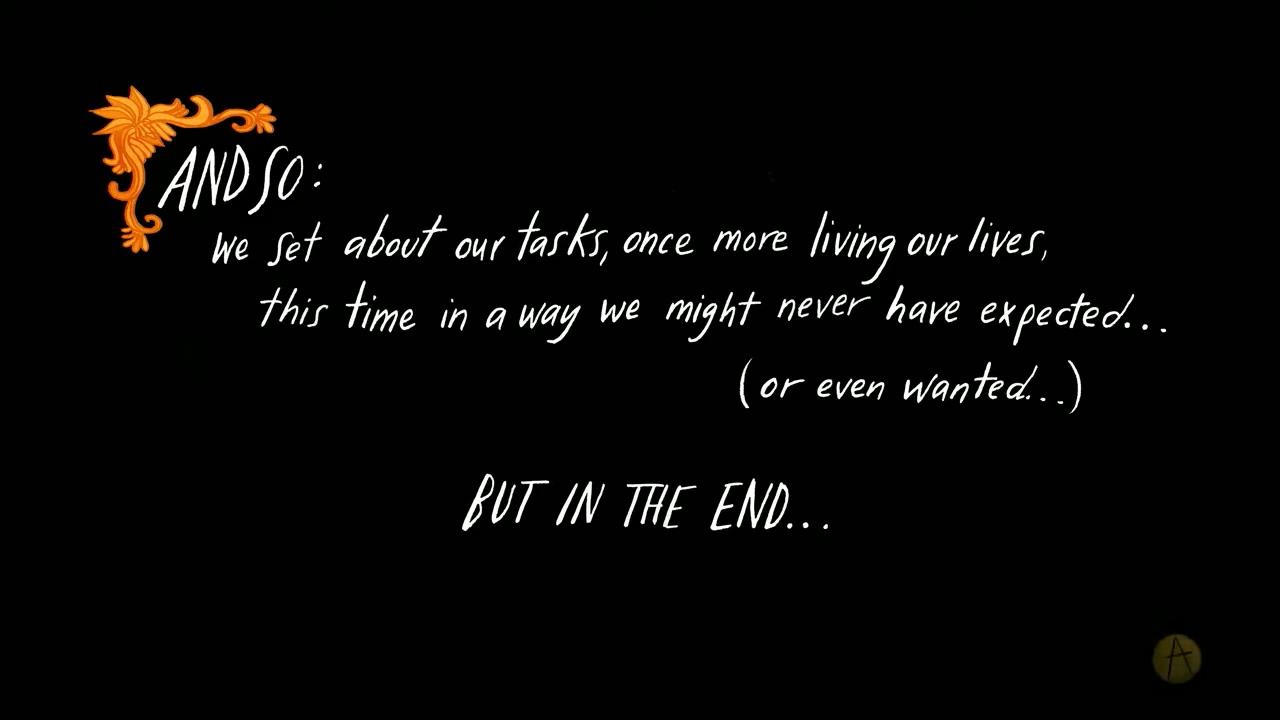 AND SO:
we set about our tasks, once more living our lives,
this time in a way we might never have expected...
(or even wanted...)
BUT IN THE END...
A